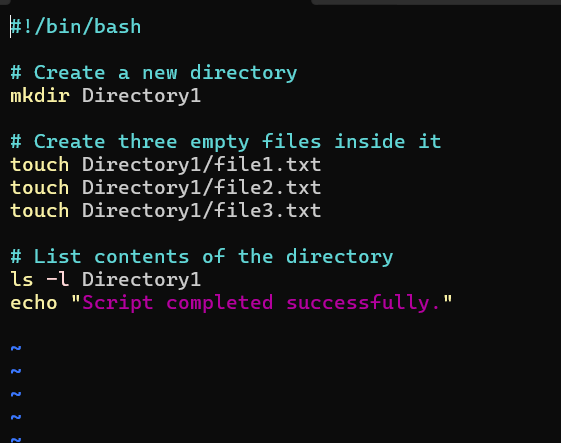 #!/bin/bash

# Create a new directory
mkdir Directory1

# Create three empty files inside it
touch Directory1/file1.txt
touch Directory1/file2.txt
touch Directory1/file3.txt

# List contents of the directory
ls -l Directory1
echo "Script completed successfully."

~
~
~
~
~